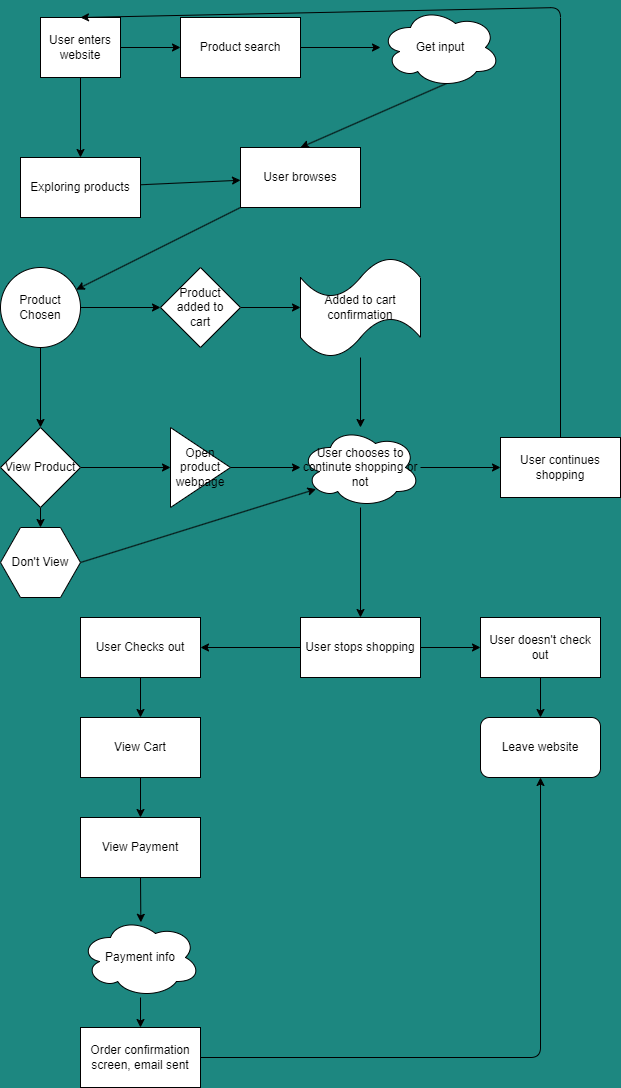 User enters
website
Product search
Get input
Exploring products
User browses
Product
Chosen
Product
added to
cart
Added to cart
confirmation
View Product
Open
product
webpage
User chooses to
continute shopping or
not
User continues
shopping
Don't View
User Checks out
User stops shopping
User doesn't check
out
View Cart
Leave website
View Payment
Payment info
Order confirmation
screen, email sent